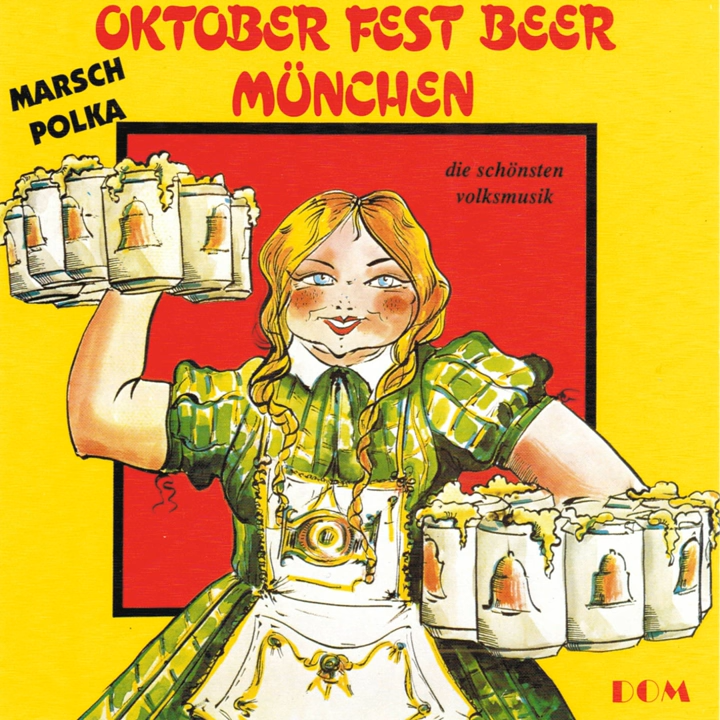 OKTOBER FEST BEER
MÜNCHEN
MARSCH
POLKA
die schönsten
volksmusik
DOM